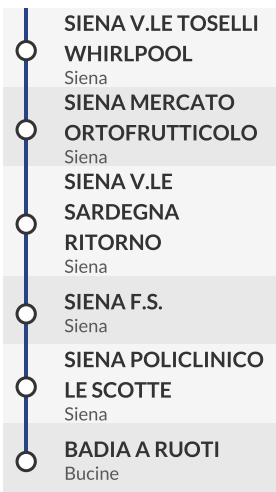 SIENA V.LE TOSELLI
WHIRLPOOL
Siena
SIENA MERCATO
ORTOFRUTTICOLO
Siena
SIENA V.LE
SARDEGNA
RITORNO
Siena
SIENA F.S.
Siena
SIENA POLICLINICO
LE SCOTTE
Siena
BADIA A RUOTI
Bucine